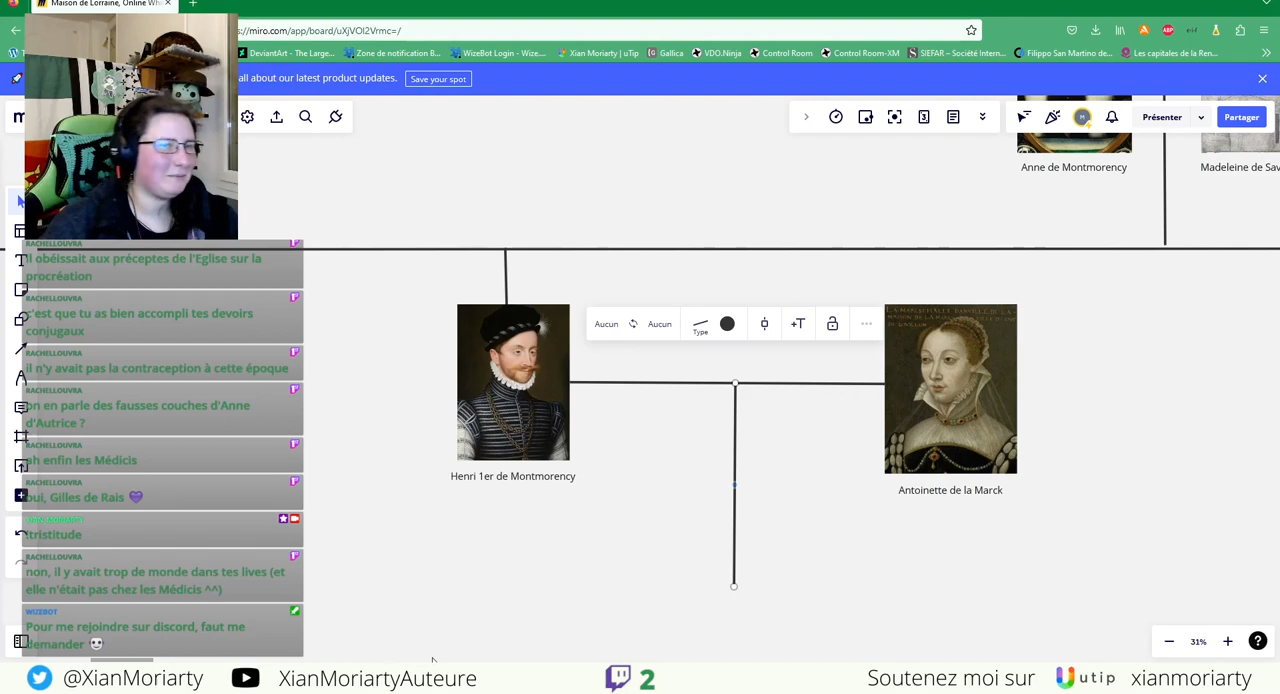 Maison de Lorraine, Online Whi
s://miro.com/app/board/uXjVOl2Vrmc=/
DeviantArt - The Large...
Zone de notification B...
WizeBot Login - Wize....
Xian Moriarty | uTip
Gallica
VDO.Ninja
Control Room
Control Room-XM
SIEFAR – Société Intern...
Filippo San Martino de...
Les capitales de la Ren...
all about our latest product updates.
Save your spot
Présenter
Partager
Anne de Montmorency
Madeleine de Sav
RACHELLOUVRA
Il obéissait aux préceptes de l'Eglise sur la
procréation
RACHELLOUVRA
c'est que tu as bien accompli tes devoirs
conjugaux
RACHELLOUVRA
il n'y avait pas la contraception à cette époque
RACHELLOUVRA
on en parle des fausses couches d'Anne
d'Autrice ?
RACHELLOUVRA
ah enfin les Médicis
RACHELLOUVRA
oui, Gilles de Rais 💜
!tristitude
RACHELLOUVRA
non, il y avait trop de monde dans tes lives (et
elle n'était pas chez les Médicis ^^)
WIZEBOT
Pour me rejoindre sur discord, faut me
demander
Aucun
Aucun
Type
+T
Henri 1er de Montmorency
Antoinette de la Marck
31%
@XianMoriarty
XianMoriartyAuteure
2
Soutenez moi sur
utip
xianmoriarty